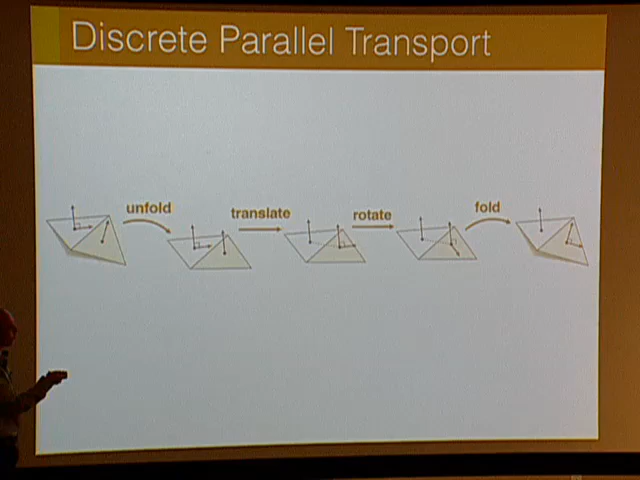 Discrete Parallel Transport
unfold
translate
rotate
fold